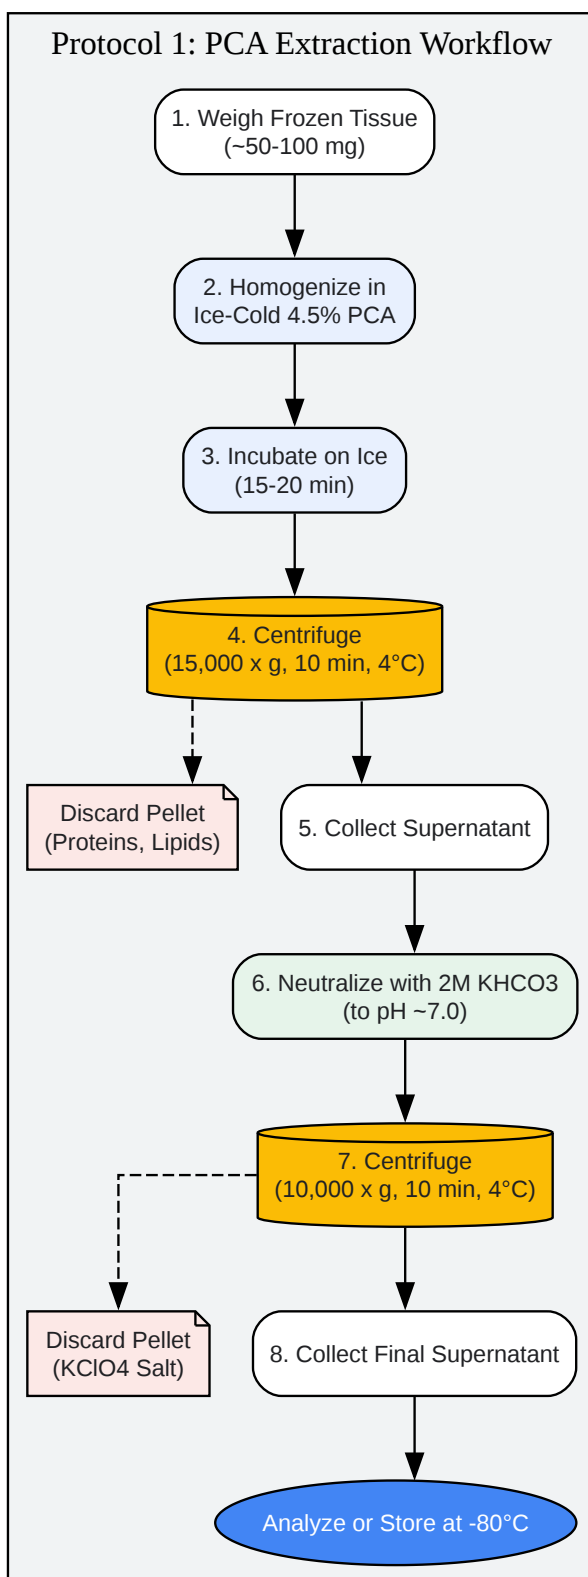 Protocol 1: PCA Extraction Workflow
1. Weigh Frozen Tissue
(~50-100 mg)
2. Homogenize in
Ice-Cold 4.5% PCA
3. Incubate on Ice
(15-20 min)
4. Centrifuge
(15,000 x g, 10 min, 4°C)
Discard Pellet
(Proteins, Lipids)
5. Collect Supernatant
6. Neutralize with 2M KHCO3
(to pH ~7.0)
7. Centrifuge
(10,000 x g, 10 min, 4°C)
Discard Pellet
(KClO4 Salt)
8. Collect Final Supernatant
Analyze or Store at -80°C